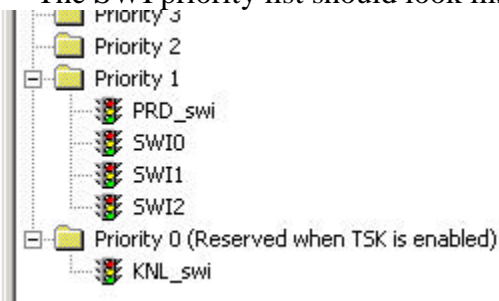 The SWI priority list should look
Priority 3
Priority 2
Priority 1
PRD_swi
SWI0
SWI1
SWI2
Priority 0 (Reserved when TSK is enabled)
KNL_swi